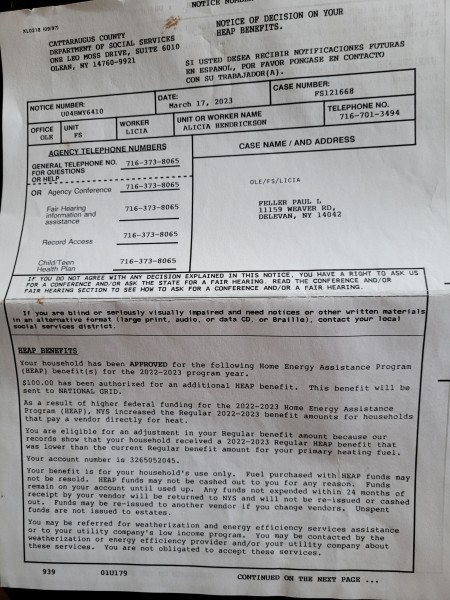 NOTICE NUMBER
XL5218 (09/97)
NOTICE OF DECISION ON YOUR
HEAP BENEFITS.
CATTARAUGUS COUNTY
DEPARTMENT OF SOCIAL SERVICES
ONE LEO MOSS DRIVE, SUITE 6010
OLEAN, NY 14760-9921
SI USTED DESEA RECIBIR NOTIFICACIONES FUTURAS
EN ESPANOL, POR FAVOR PONGASE EN CONTACTO
CON SU TRABAJADOR(A).
NOTICE NUMBER:
U048WY6410
DATE:
March 17, 2023
CASE NUMBER:
FS121668
OFFICE
OLE
UNIT
FS
WORKER
LICIA
UNIT OR WORKER NAME
ALICIA HENDRICKSON
TELEPHONE NO.
716-701-3494
AGENCY TELEPHONE NUMBERS
GENERAL TELEPHONE NO.
FOR QUESTIONS
OR HELP
716-373-8065
OR Agency Conference
716-373-8065
Fair Hearing
information and
assistance
716-373-8065
Record Access
716-373-8065
Child/Teen
Health Plan
716-373-8065
CASE NAME / AND ADDRESS
OLE/FS/LICIA
FELLER PAUL L
11159 WEAVER RD,
DELEVAN, NY 14042
IF YOU DO NOT AGREE WITH ANY DECISION EXPLAINED IN THIS NOTICE, YOU HAVE A RIGHT TO ASK US
FOR A CONFERENCE AND/OR ASK THE STATE FOR A FAIR HEARING. READ THE CONFERENCE AND/OR
FAIR HEARING SECTION TO SEE HOW TO ASK FOR A CONFERENCE AND/OR A FAIR HEARING.
If you are blind or seriously visually impaired and need notices or other written materials
in an alternative format (large print, audio, or data CD, or Braille), contact your local
social services district.
HEAP BENEFITS
Your household has been APPROVED for the following Home Energy Assistance Program
(HEAP) benefit(s) for the 2022-2023 program year.
$100.00 has been authorized for an additional HEAP benefit. This benefit will be
sent to NATIONAL GRID.
As a result of higher federal funding for the 2022-2023 Home Energy Assistance
Program (HEAP), NYS increased the Regular 2022-2023 benefit amounts for households
that pay a vendor directly for heat.
You are eligible for an adjustment in your Regular benefit amount because our
records show that your household received a 2022-2023 Regular HEAP benefit that
was lower than the current Regular benefit amount for your primary heating fuel.
Your account number is 3265052045.
Your benefit is for your household's use only. Fuel purchased with HEAP funds may
not be resold. HEAP funds may not be cashed out to you for any reason. Funds
remain on your account until used up. Any funds not expended within 24 months of
receipt by your vendor will be returned to NYS and will not be re-issued or cashed
out. Funds may be re-issued to another vendor if you change vendors. Unspent
funds are not issued to estates.
You may be referred for weatherization and energy efficiency services assistance
or to your utility company's low income program. You may be contacted by the
weatherization or energy efficiency provider and/or your utility company about
these services. You are not obligated to accept these services.
939 01U179
CONTINUED ON THE NEXT PAGE ...